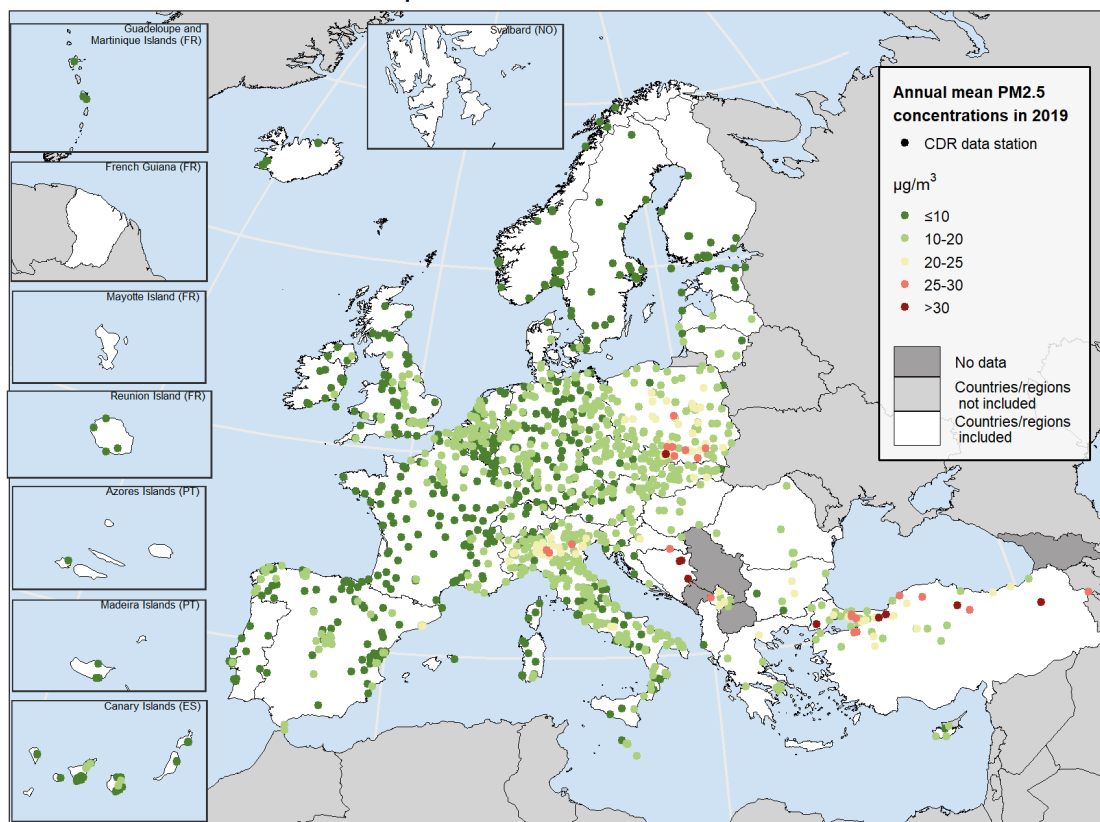 Guadeloupe and
Martinique Islands (FR)
Svalbard (NO)
French Guiana (FR)
Mayotte Island (FR)
Reunion Island (FR)
Azores Islands (PT)
Madeira Islands (PT)
Canary Islands (ES)
Annual mean PM2.5
concentrations in 2019
CDR data station
µg/m³
≤10
10-20
20-25
25-30
>30
No data
Countries/regions
not included
Countries/regions
included